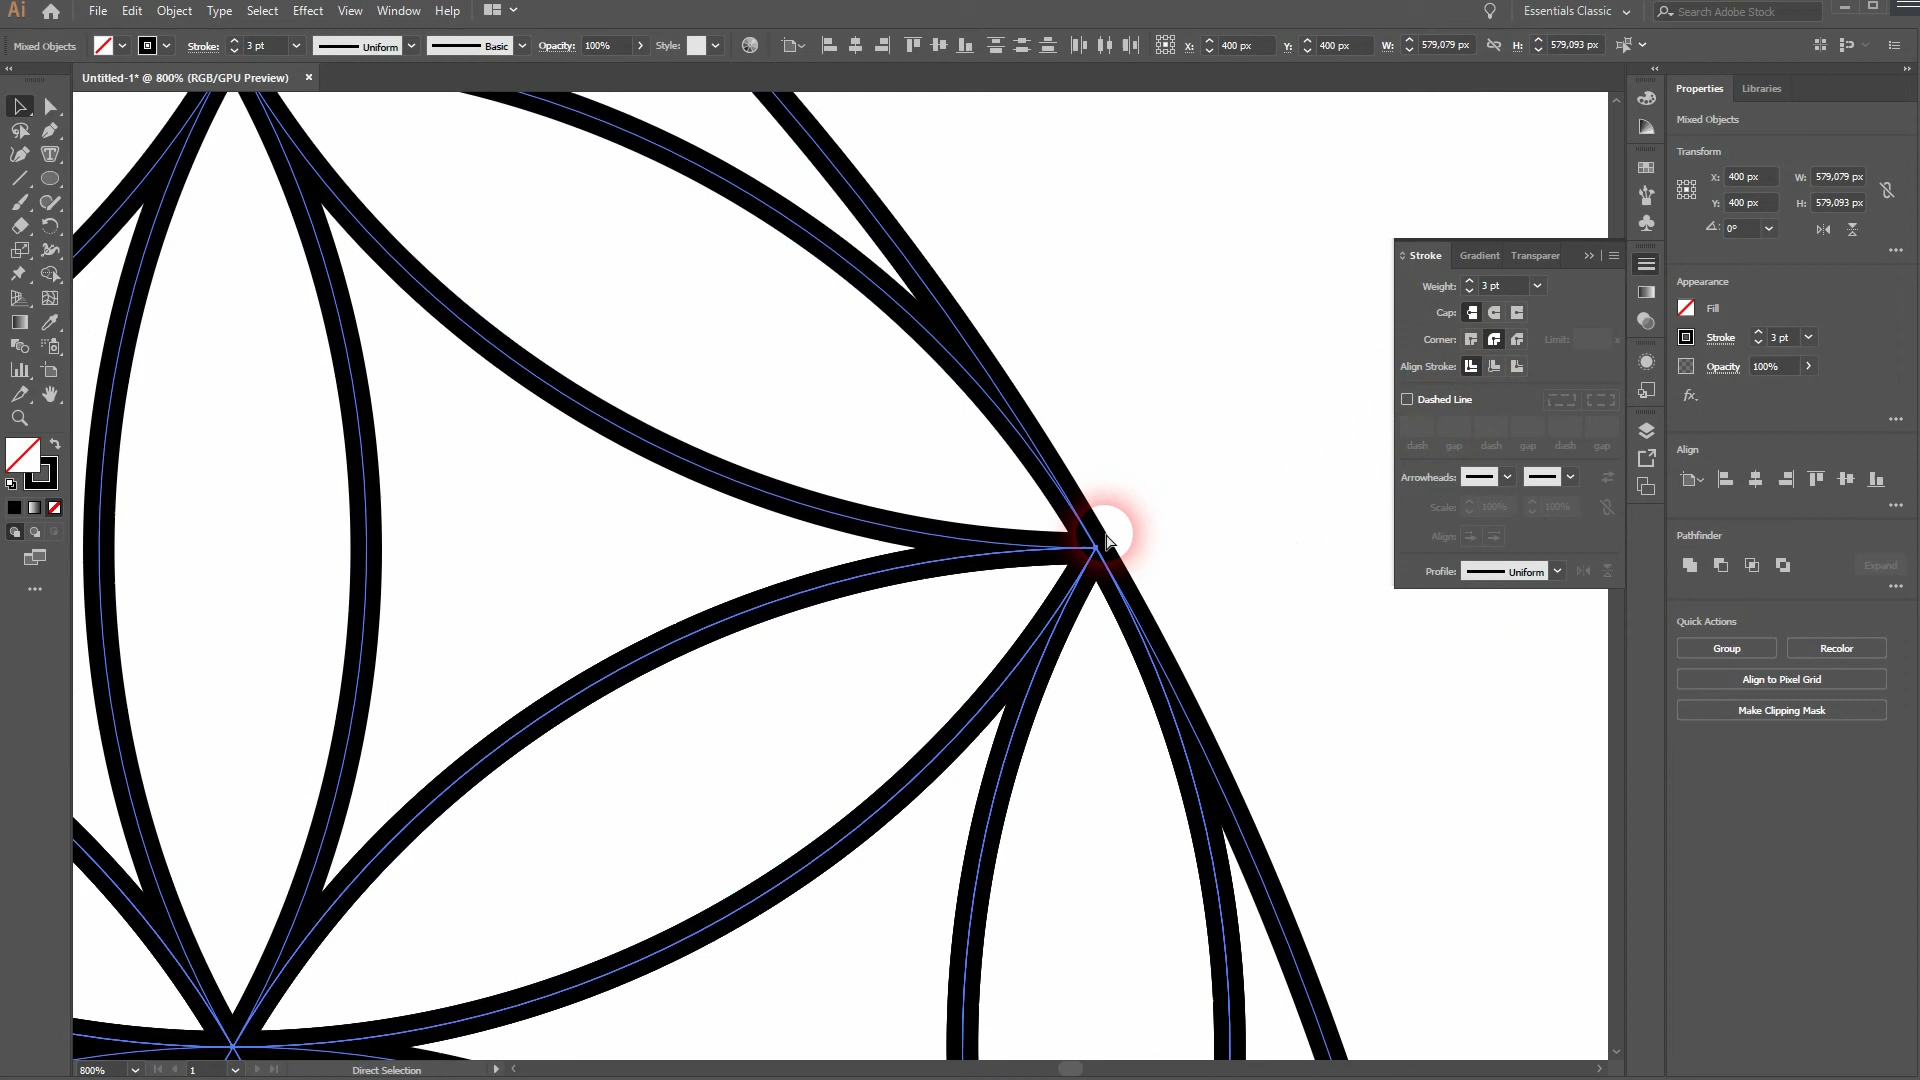 Ai File Edit Object Type Select Effect View Window Help Essentials Classic Search Adobe Stock
Mixed Objects Stroke: 3 pt Uniform Basic Opacity: 100% Style: X: 400 px Y: 400 px W: 579,079 px H: 579,093 px
Untitled-1* @ 800% (RGB/GPU Preview) ×
Stroke Gradient Transparer
Weight: 3 pt
Cap:
Corner: Limit: x
Align Stroke:
Dashed Line
dash gap dash gap dash gap
Arrowheads:
Scale: 100% 100%
Align:
Profile: Uniform
Properties Libraries
Mixed Objects
Transform
X: 400 px W: 579,079 px
Y: 400 px H: 579,093 px
0°
Appearance
Fill
Stroke 3 pt
Opacity 100%
fx.
Align
Pathfinder
Expand
Quick Actions
Group Recolor
Align to Pixel Grid
Make Clipping Mask
800% 1 Direct Selection